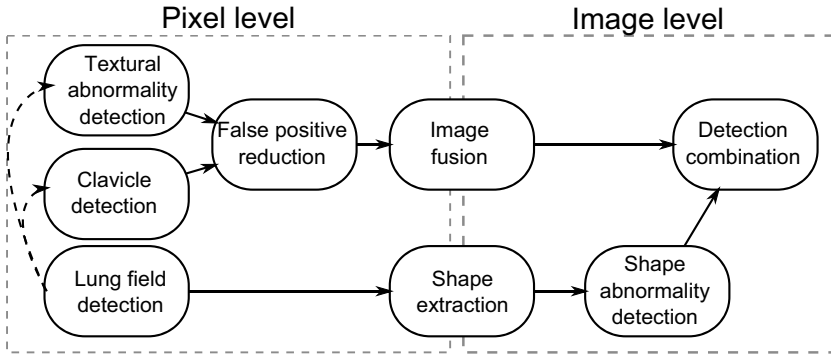 Pixel level
Image level
Textural
abnormality
detection
False positive
reduction
Image
fusion
Detection
combination
Clavicle
detection
Lung field
detection
Shape
extraction
Shape
abnormality
detection